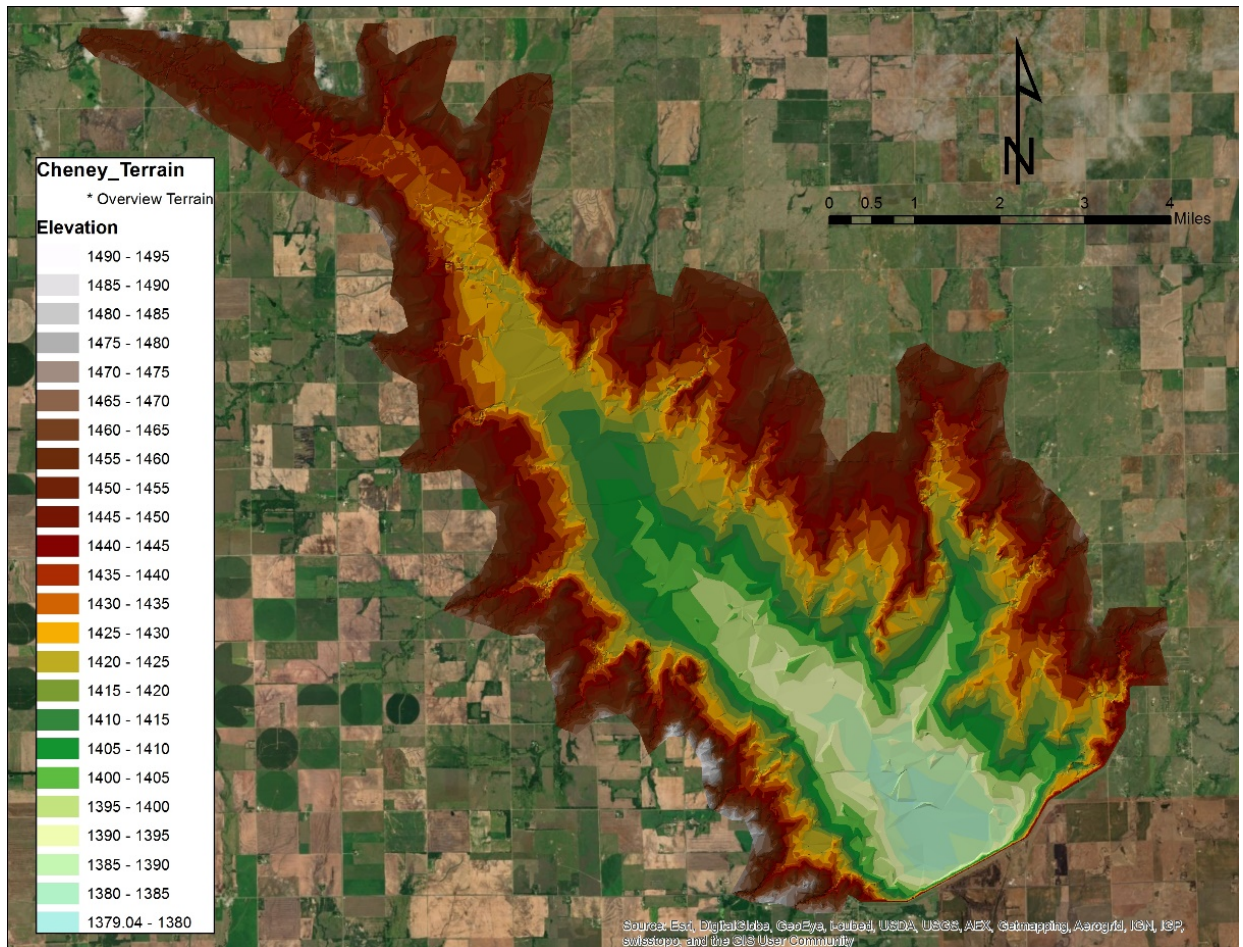 Cheney_Terrain
* Overview Terrain
Elevation
1490 - 1495
1485 - 1490
1480 - 1485
1475 - 1480
1470 - 1475
1465 - 1470
1460 - 1465
1455 - 1460
1450 - 1455
1445 - 1450
1440 - 1445
1435 - 1440
1430 - 1435
1425 - 1430
1420 - 1425
1415 - 1420
1410 - 1415
1405 - 1410
1400 - 1405
1395 - 1400
1390 - 1395
1385 - 1390
1380 - 1385
1379.04 - 1380
N
0 0.5 1 2 3 4
Miles
Source: Esri, DigitalGlobe, GeoEye, i-cubed, USDA, USGS, AEX, Getmapping, Aerogrid, IGN, IGP,
swisstopo, and the GIS User Community